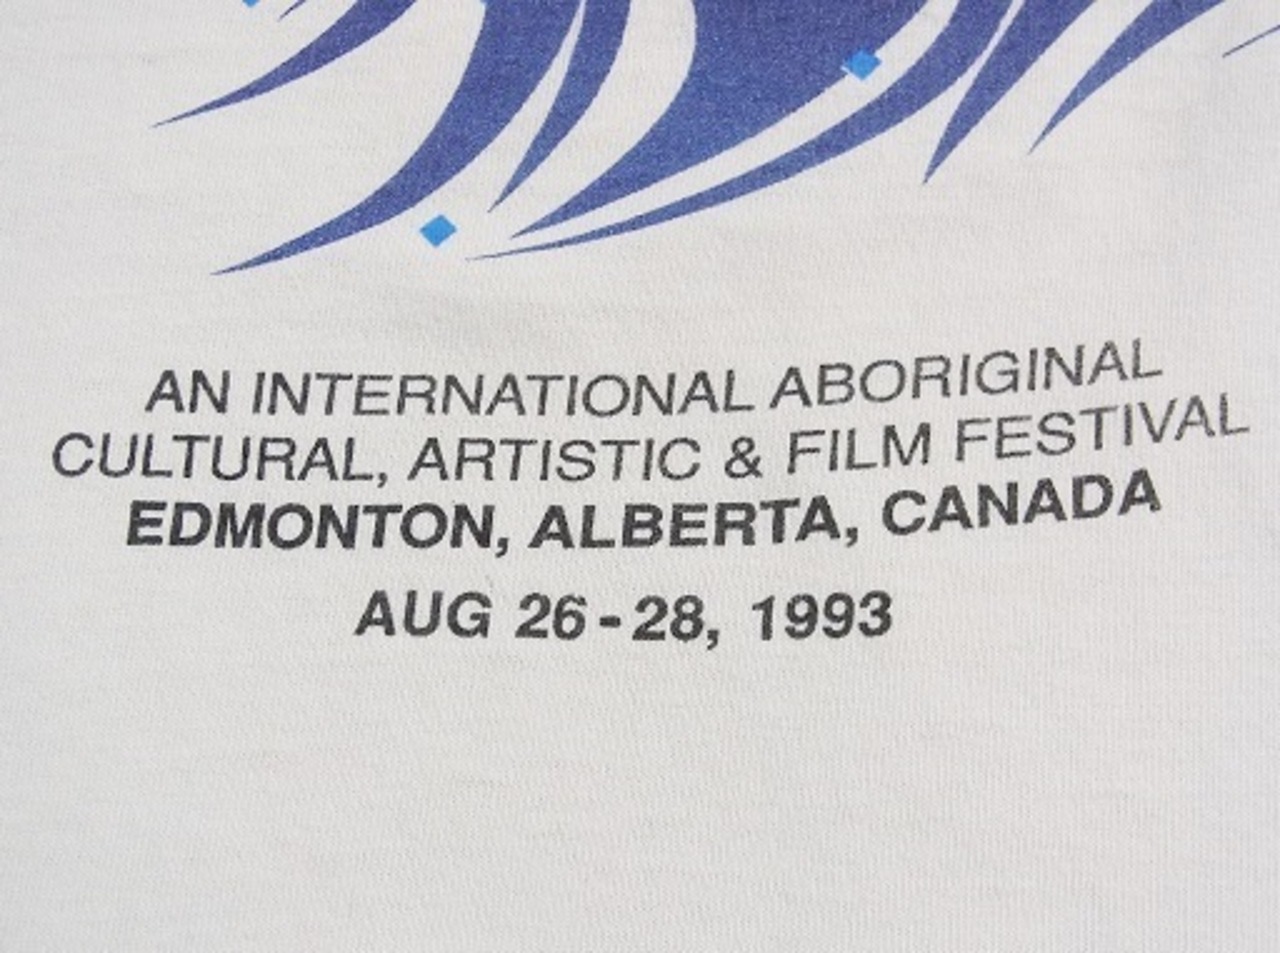 AN INTERNATIONAL ABORIGINAL
CULTURAL, ARTISTIC & FILM FESTIVAL
EDMONTON, ALBERTA, CANADA
AUG 26-28, 1993